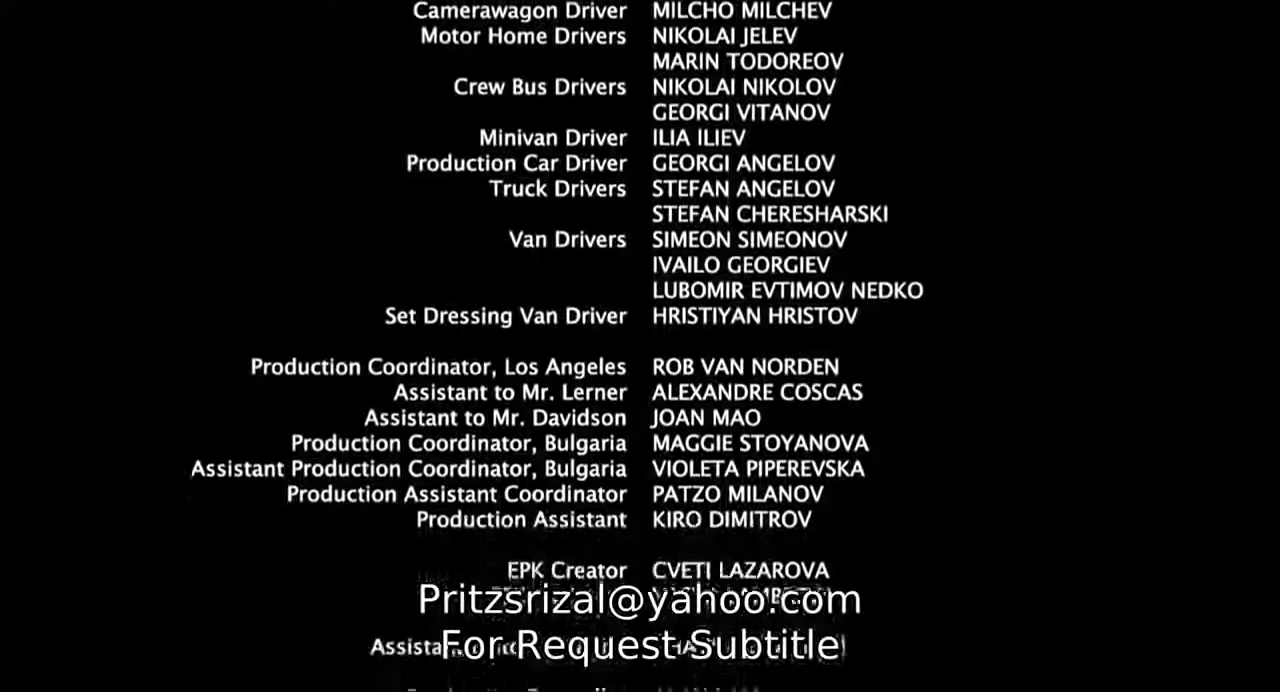 Camerawagon Driver MILCHO MILCHEV
Motor Home Drivers NIKOLAI JELEV
MARIN TODOREOV
Crew Bus Drivers NIKOLAI NIKOLOV
GEORGI VITANOV
Minivan Driver ILIA ILIEV
Production Car Driver GEORGI ANGELOV
Truck Drivers STEFAN ANGELOV
STEFAN CHERESHARSKI
Van Drivers SIMEON SIMEONOV
IVAILO GEORGIEV
LUBOMIR EVTIMOV NEDKO
Set Dressing Van Driver HRISTIYAN HRISTOV
Production Coordinator, Los Angeles ROB VAN NORDEN
Assistant to Mr. Lerner ALEXANDRE COSCAS
Assistant to Mr. Davidson JOAN MAO
Production Coordinator, Bulgaria MAGGIE STOYANOVA
Assistant Production Coordinator, Bulgaria VIOLETA PIPEREVSKA
Production Assistant Coordinator PATZO MILANOV
Production Assistant KIRO DIMITROV
EPK Creator CVETI LAZAROVA
Pritzsrizal@yahoo.com
For Request Subtitle